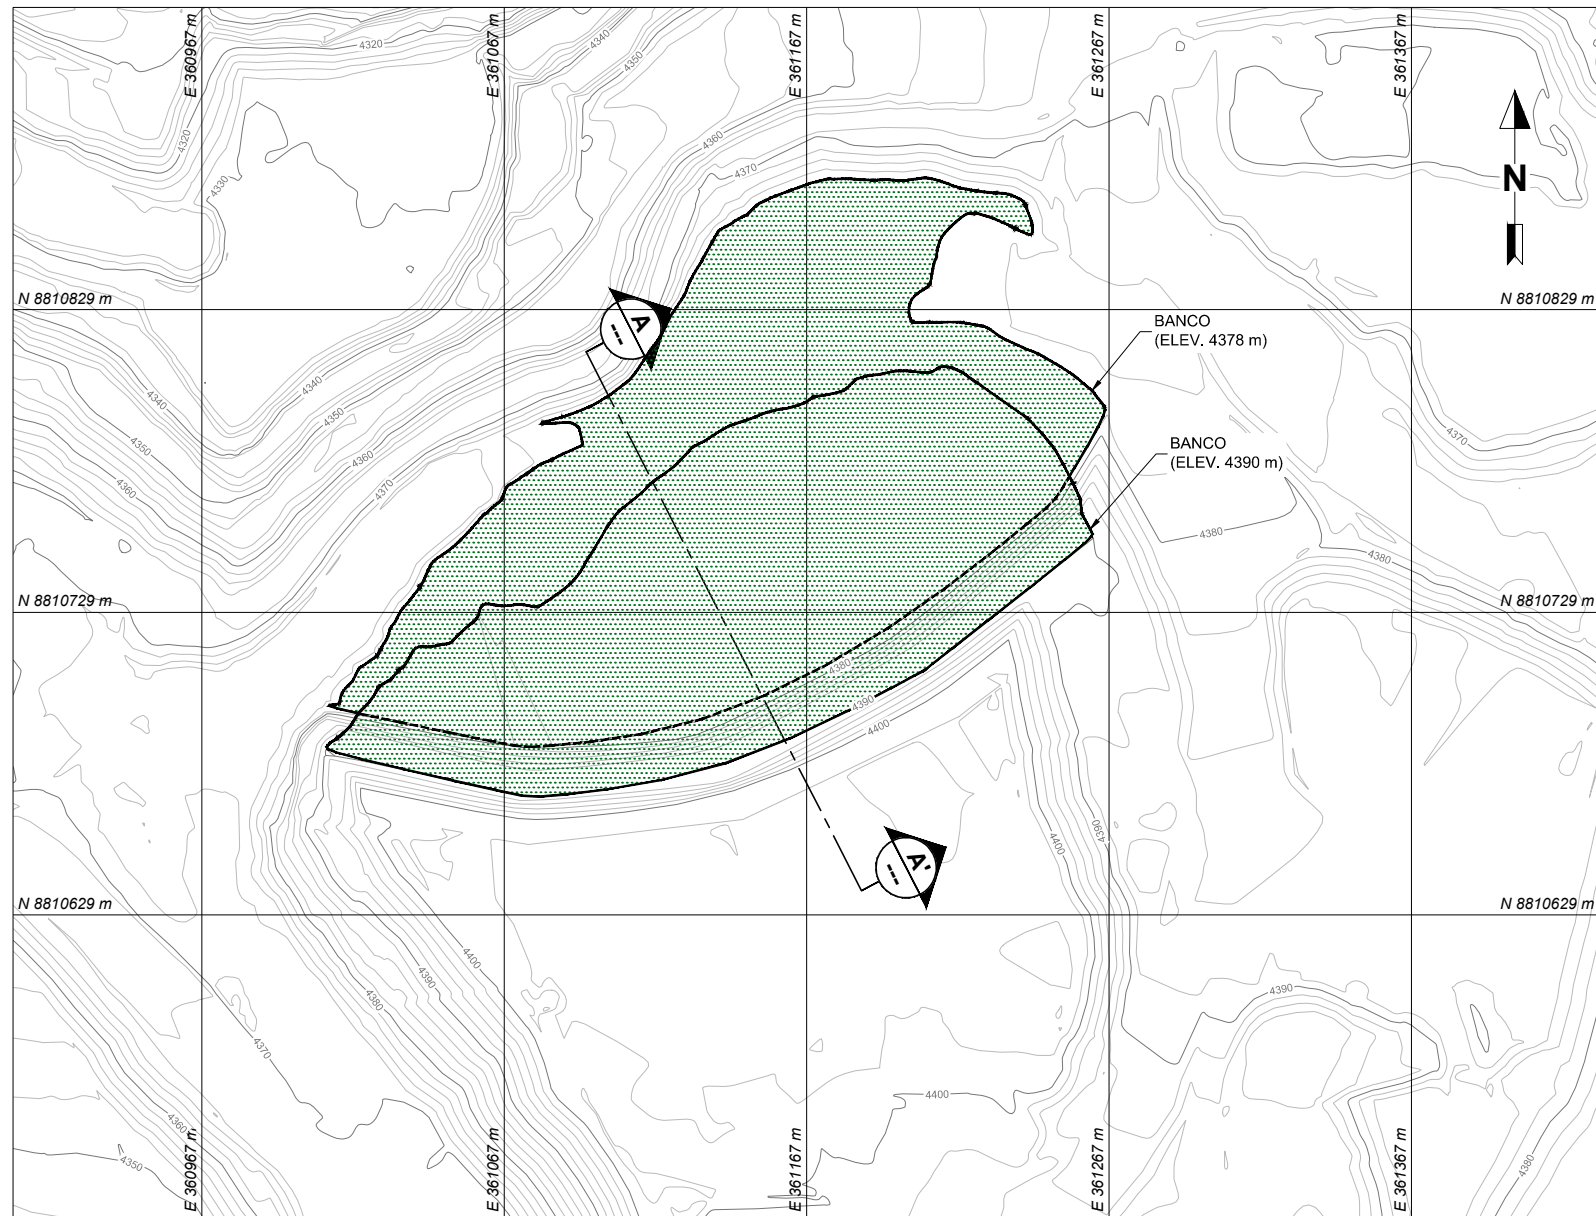 E 360967 m
E 361067 m
E 361167 m
E 361267 m
E 361367 m
4320
4340
4350
4320
4360
4330
4370
N
N 8810829 m
N 8810829 m
A
---
BANCO
(ELEV. 4378 m)
4340
4340
4350
4350
4360
4360
4370
4370
BANCO
(ELEV. 4390 m)
4380
4380
N 8810729 m
N 8810729 m
4380
4390
4400
4400
4390
A'
---
N 8810629 m
N 8810629 m
4400
4390
4380
4370
4390
4400
4360
4350
4380
E 360967 m
E 361067 m
E 361167 m
E 361267 m
E 361367 m